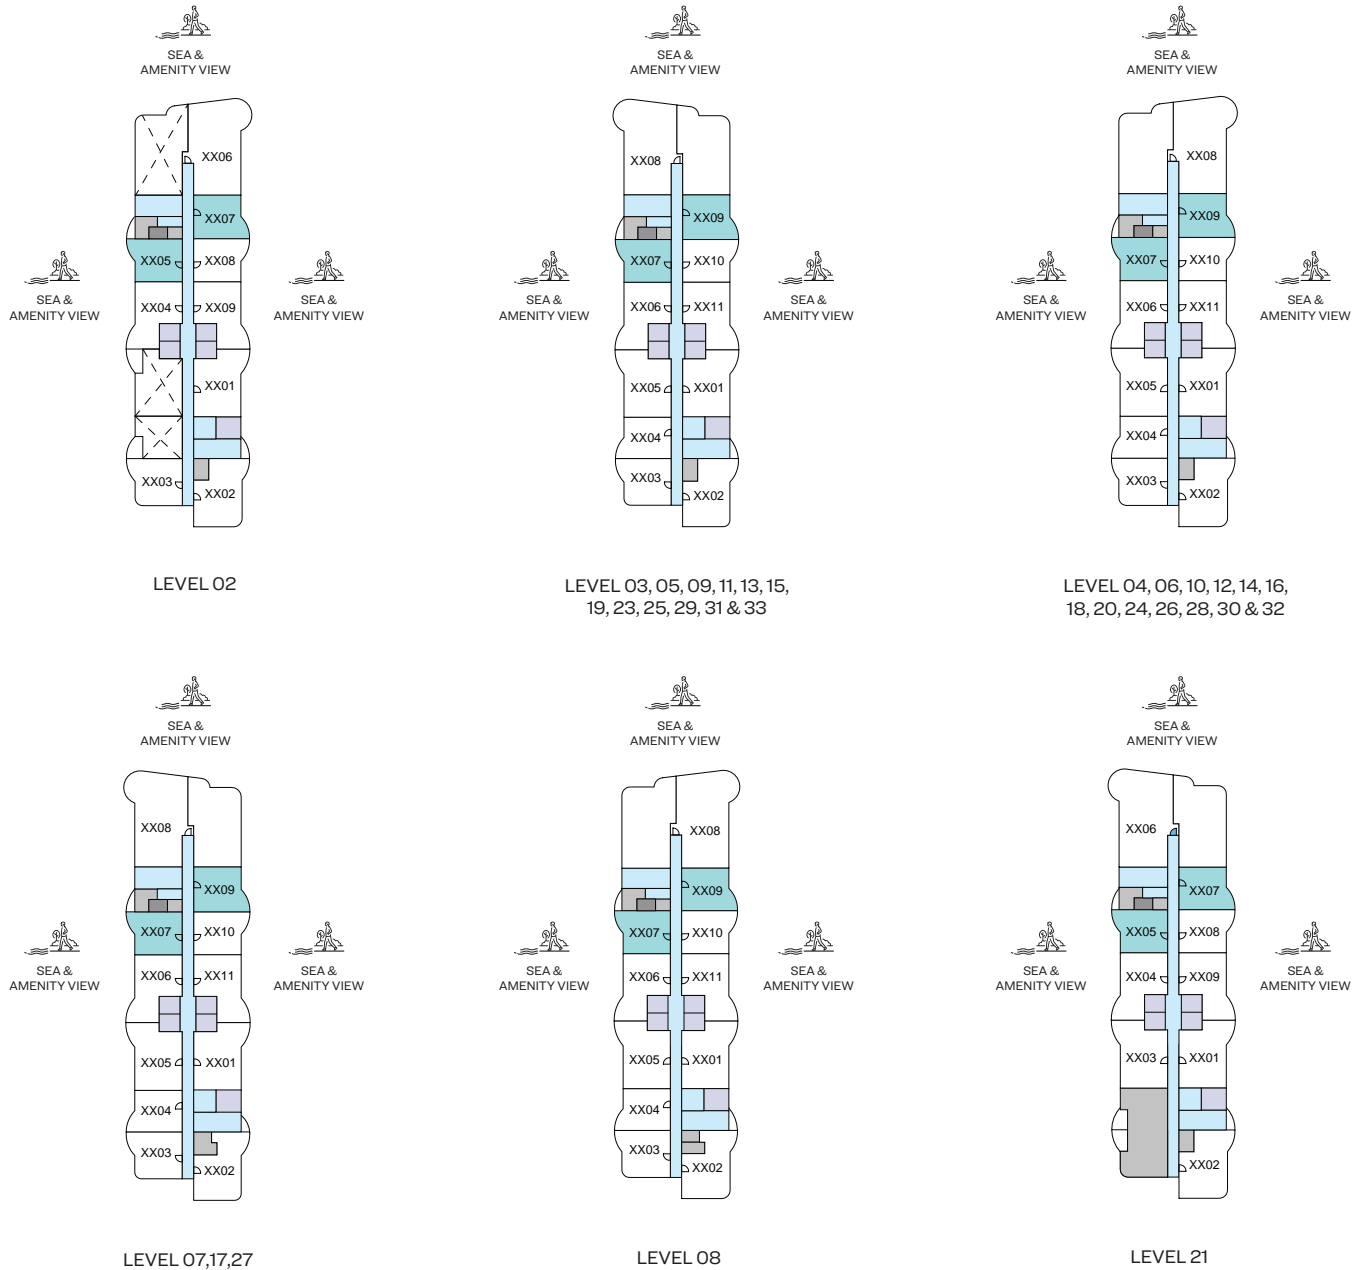 SEA &
AMENITY VIEW
SEA &
AMENITY VIEW
SEA &
AMENITY VIEW
XX06
XX07
XX05
XX08
XX04
XX09
XX01
XX03
XX02
SEA &
AMENITY VIEW
SEA &
AMENITY VIEW
LEVEL 02
XX08
XX09
XX07
XX10
XX06
XX11
XX05
XX01
XX04
XX03
XX02
SEA &
AMENITY VIEW
SEA &
AMENITY VIEW
LEVEL 03, 05, 09, 11, 13, 15,
19, 23, 25, 29, 31 & 33
XX08
XX09
XX07
XX10
XX06
XX11
XX05
XX01
XX04
XX03
XX02
SEA &
AMENITY VIEW
SEA &
AMENITY VIEW
LEVEL 04, 06, 10, 12, 14, 16,
18, 20, 24, 26, 28, 30 & 32
SEA &
AMENITY VIEW
SEA &
AMENITY VIEW
SEA &
AMENITY VIEW
XX08
XX09
XX07
XX10
XX06
XX11
XX05
XX01
XX04
XX03
XX02
SEA &
AMENITY VIEW
SEA &
AMENITY VIEW
LEVEL 07,17,27
XX08
XX09
XX07
XX10
XX06
XX11
XX05
XX01
XX04
XX03
XX02
SEA &
AMENITY VIEW
SEA &
AMENITY VIEW
LEVEL 08
XX06
XX07
XX05
XX08
XX04
XX09
XX03
XX01
XX02
SEA &
AMENITY VIEW
SEA &
AMENITY VIEW
LEVEL 21